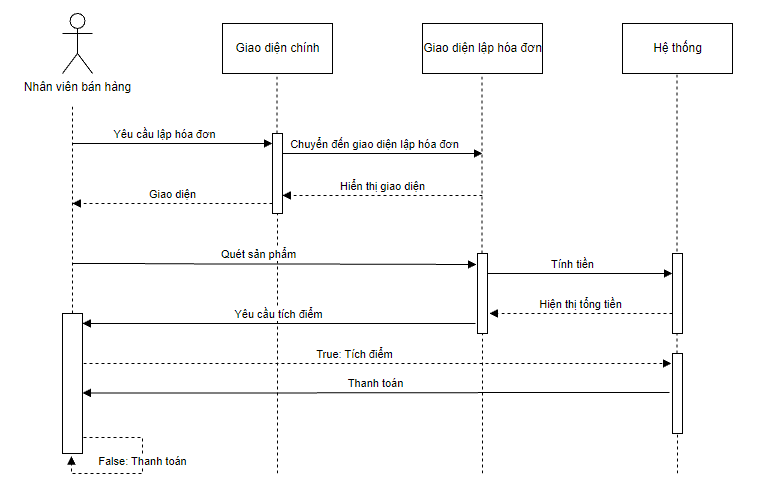 Giao diện chính
Giao diện lập hóa đơn
Hệ thống
Nhân viên bán hàng
Yêu cầu lập hóa đơn
Chuyển đến giao diện lập hóa đơn
Hiển thị giao diện
Giao diện
Quét sản phẩm
Tính tiền
Hiện thị tổng tiền
Yêu cầu tích điểm
True: Tích điểm
Thanh toán
False: Thanh toán